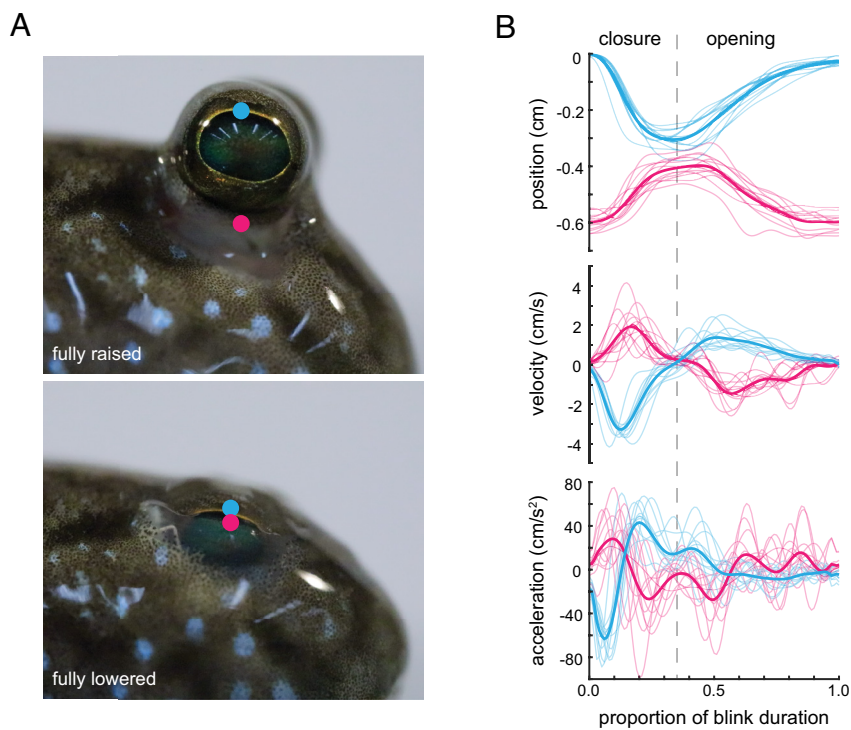 A
fully raised
fully lowered
B
closure opening
position (cm)
0
-0.2
-0.4
-0.6
velocity (cm/s)
4
2
0
-2
-4
acceleration (cm/s²)
80
40
0
-40
-80
0.0 0.5 1.0
proportion of blink duration